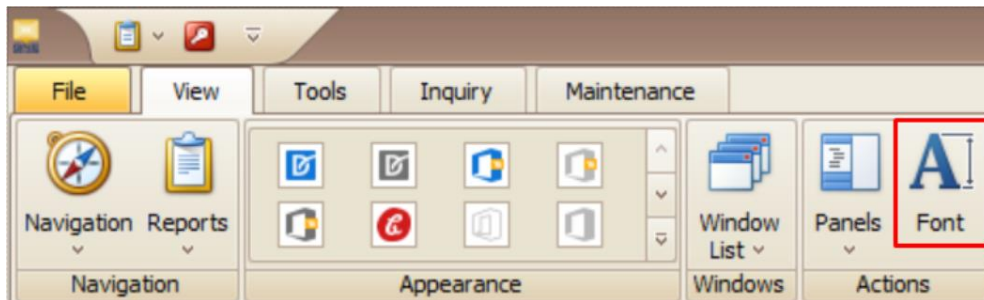 File View Tools Inquiry Maintenance
Navigation Reports Window List Panels Font
Navigation Appearance Windows Actions